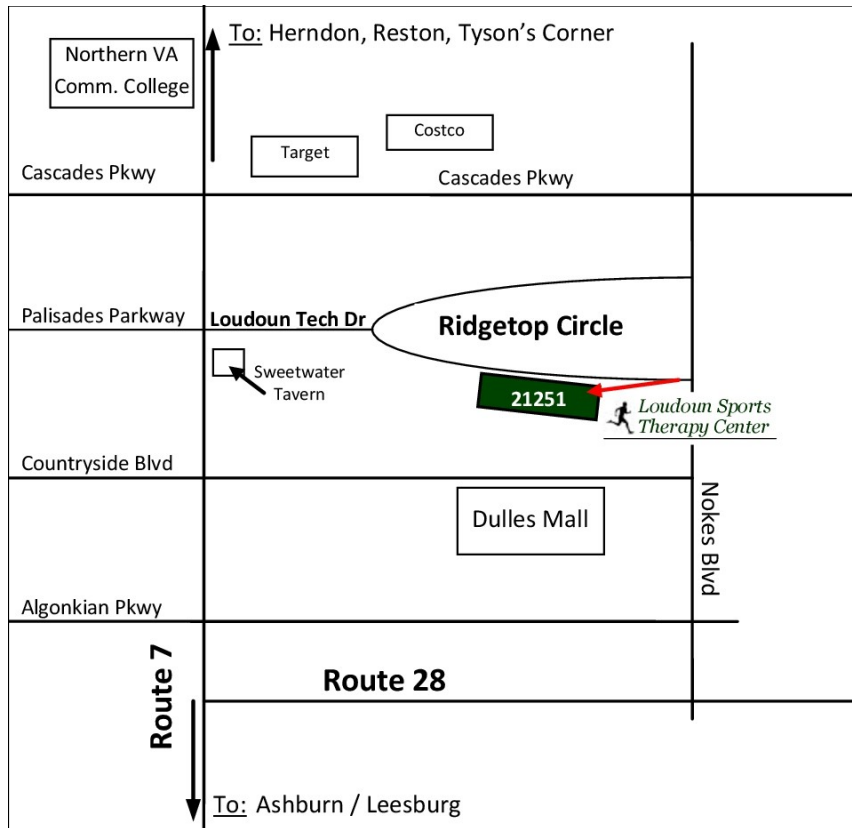 To: Herndon, Reston, Tyson’s Corner
Northern VA
Comm. College
Costco
Target
Cascades Pkwy
Cascades Pkwy
Palisades Parkway
Loudoun Tech Dr
Ridgetop Circle
Sweetwater
Tavern
21251
Loudoun Sports
Therapy Center
Countryside Blvd
Nokes Blvd
Dulles Mall
Algonkian Pkwy
Route 7
Route 28
To: Ashburn / Leesburg